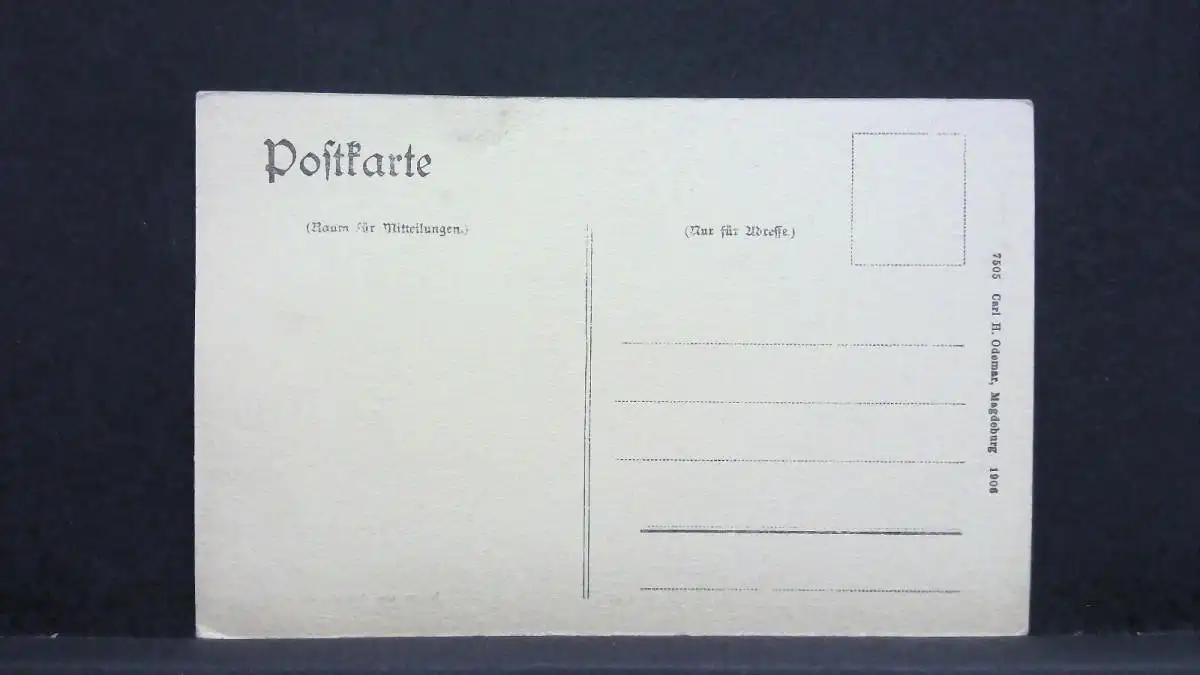 Poſtkarte
(Raum für Mitteilungen.)
(Nur für Adreſſe.)
7505 Carl H. Odemar, Magdeburg 1906